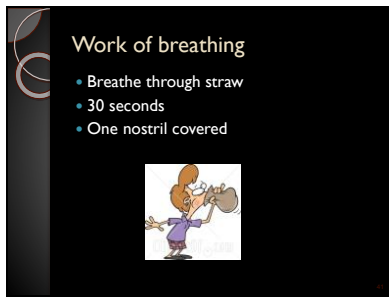 Work of breathing
Breathe through straw
30 seconds
One nostril covered